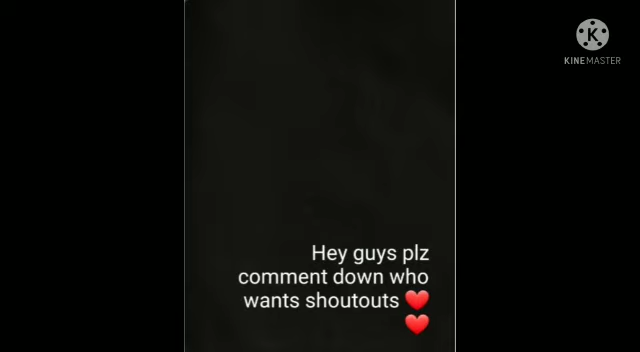 KINEMASTER
Hey guys plz
comment down who
wants shoutouts ❤️
❤️